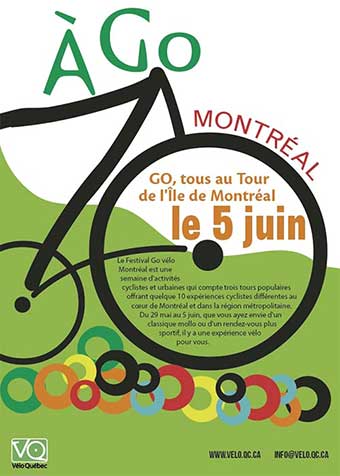 À Go
MONTRÉAL
GO, tous au Tour
de l'Île de Montréal
le 5 juin
Le Festival Go vélo
Montréal est une
semaine d'activités
cyclistes et urbaines qui compte trois tours populaires
offrant quelque 10 expériences cyclistes différentes au
cœur de Montréal et dans la région métropolitaine.
Du 29 mai au 5 juin, que vous ayez envie d'un
classique mollo ou d'un rendez-vous plus
sportif, il y a une expérience vélo
pour vous.
VQ
Vélo Québec
WWW.VELO.QC.CA INFO@VELO.QC.CA